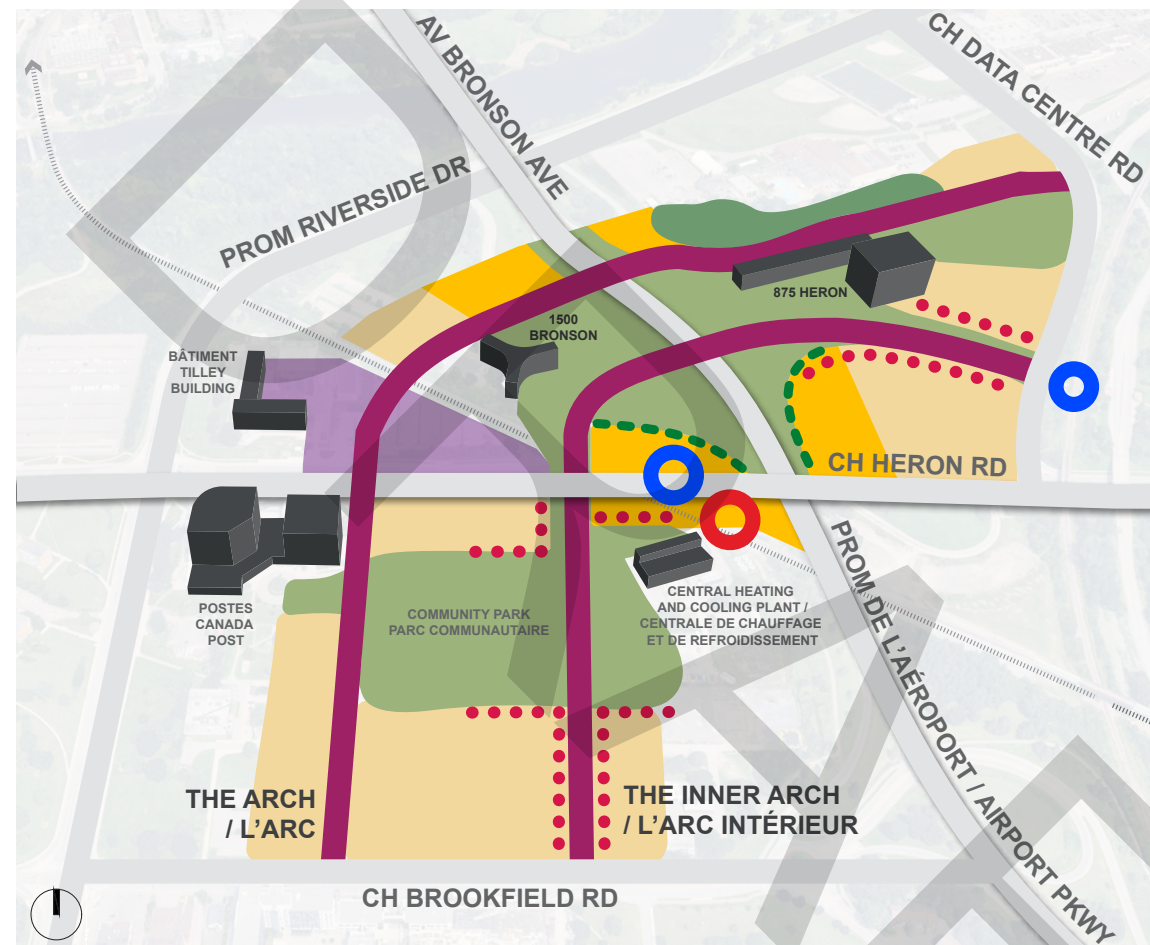 AV BRONSON AVE
CH DATA CENTRE RD
PROM RIVERSIDE DR
875 HERON
1500
BRONSON
BÂTIMENT
TILLEY
BUILDING
CH HERON RD
POSTES
CANADA
POST
COMMUNITY PARK
PARC COMMUNAUTAIRE
CENTRAL HEATING
AND COOLING PLANT /
CENTRALE DE CHAUFFAGE
ET DE REFROIDISSEMENT
PROM DE L'AÉROPORT / AIRPORT PKWY
THE ARCH
/ L'ARC
THE INNER ARCH
/ L'ARC INTÉRIEUR
CH BROOKFIELD RD